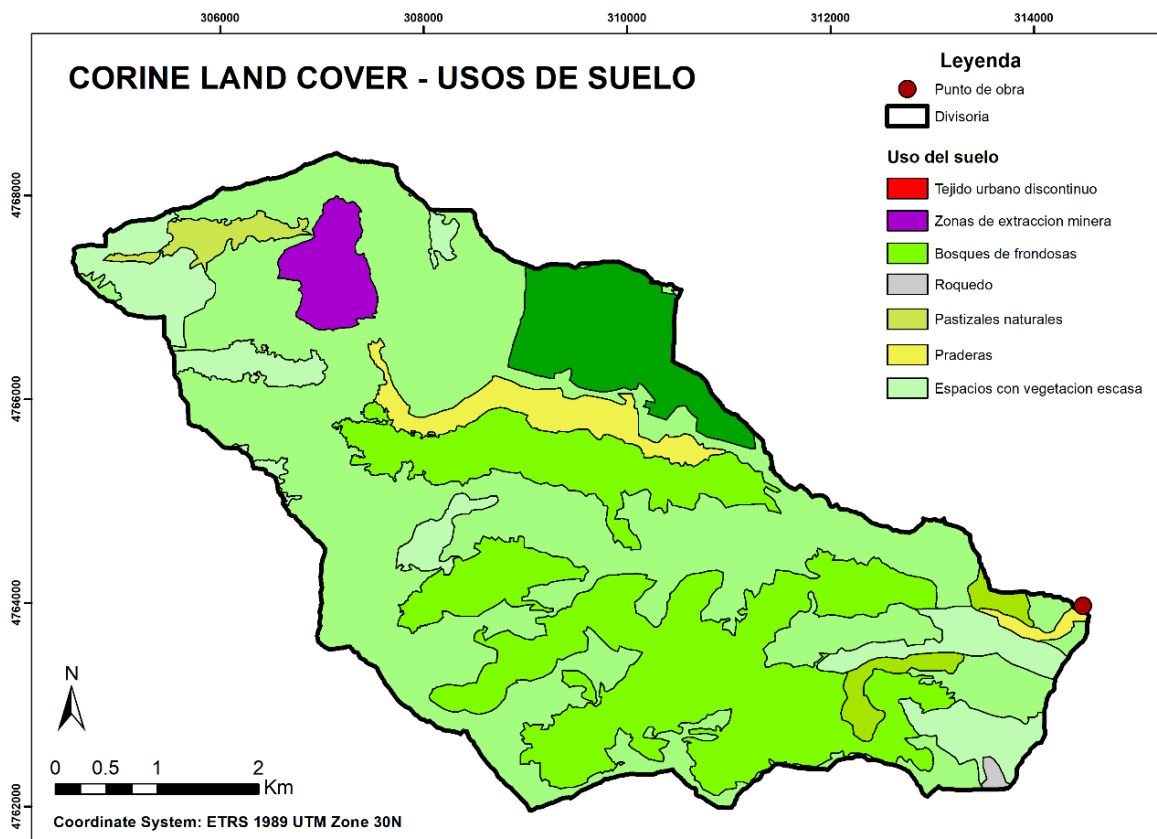 306000 308000 310000 312000 314000
CORINE LAND COVER - USOS DE SUELO
Leyenda
Punto de obra
Divisoria
Uso del suelo
Tejido urbano discontinuo
Zonas de extraccion minera
Bosques de frondosas
Roquedo
Pastizales naturales
Praderas
Espacios con vegetacion escasa
4768000
4766000
4764000
4762000
N
0 0.5 1 2
Km
Coordinate System: ETRS 1989 UTM Zone 30N